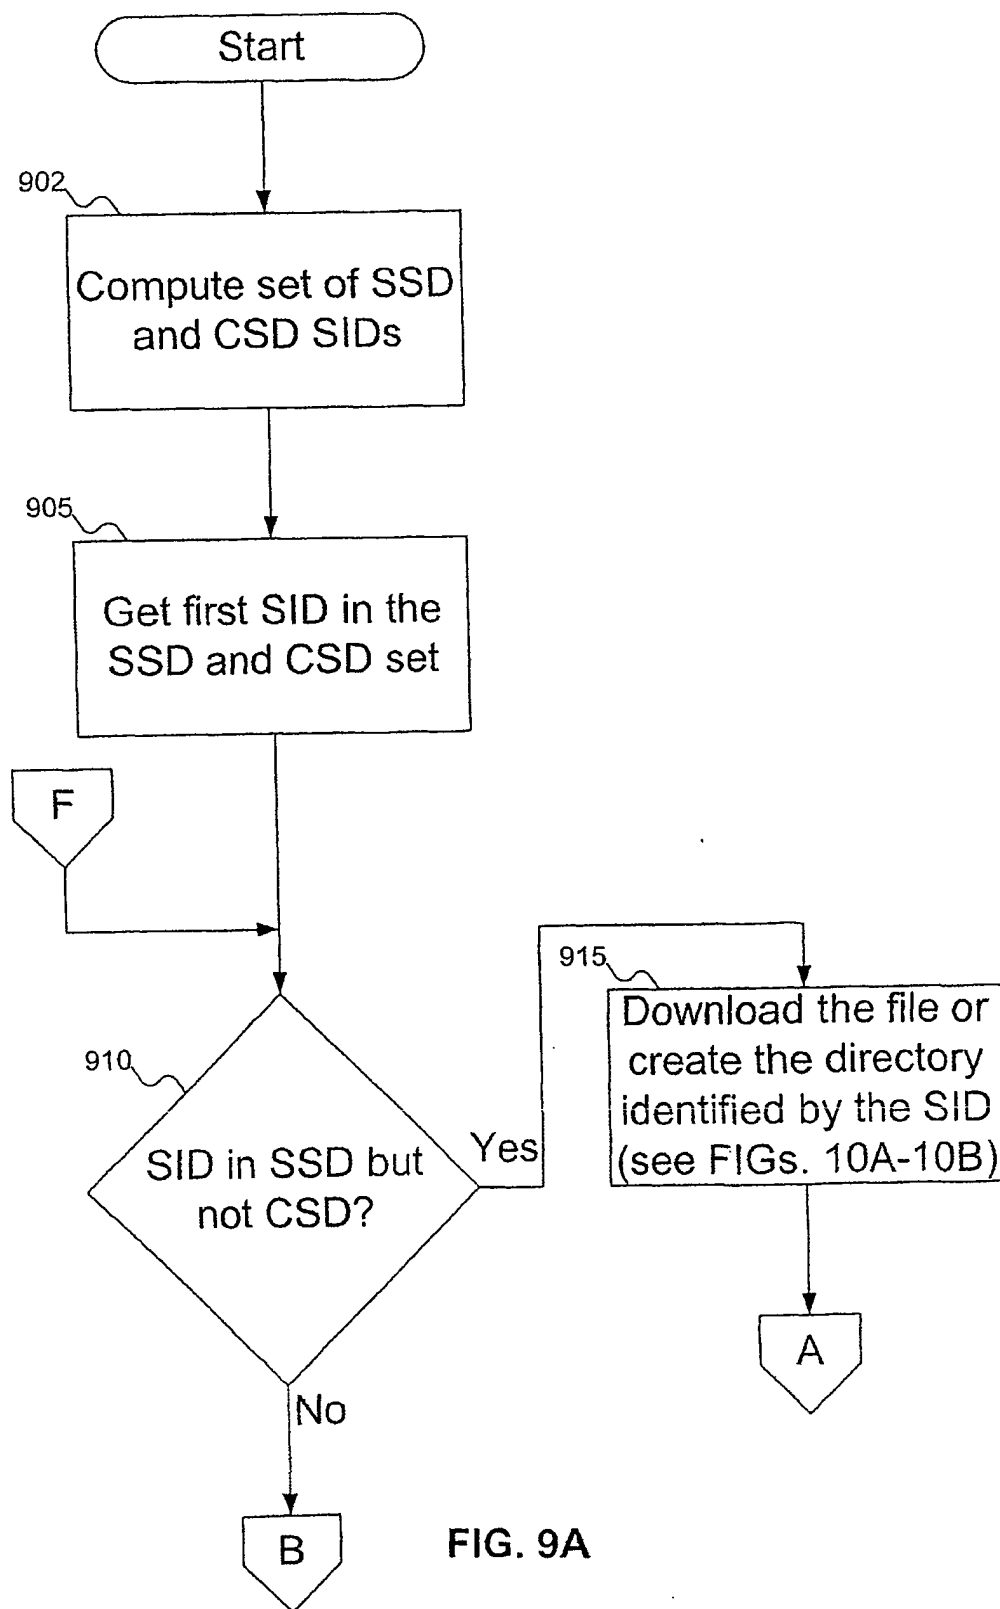 Start
902
Compute set of SSD
and CSD SIDs
905
Get first SID in the
SSD and CSD set
F
915
Download the file or
create the directory
identified by the SID
(see FIGs. 10A-10B)
910
SID in SSD but
not CSD?
Yes
A
No
B
FIG. 9A